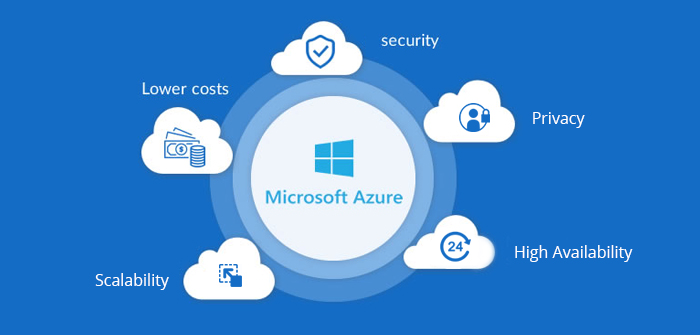 security
Lower costs
Privacy
Microsoft Azure
24
High Availability
Scalability